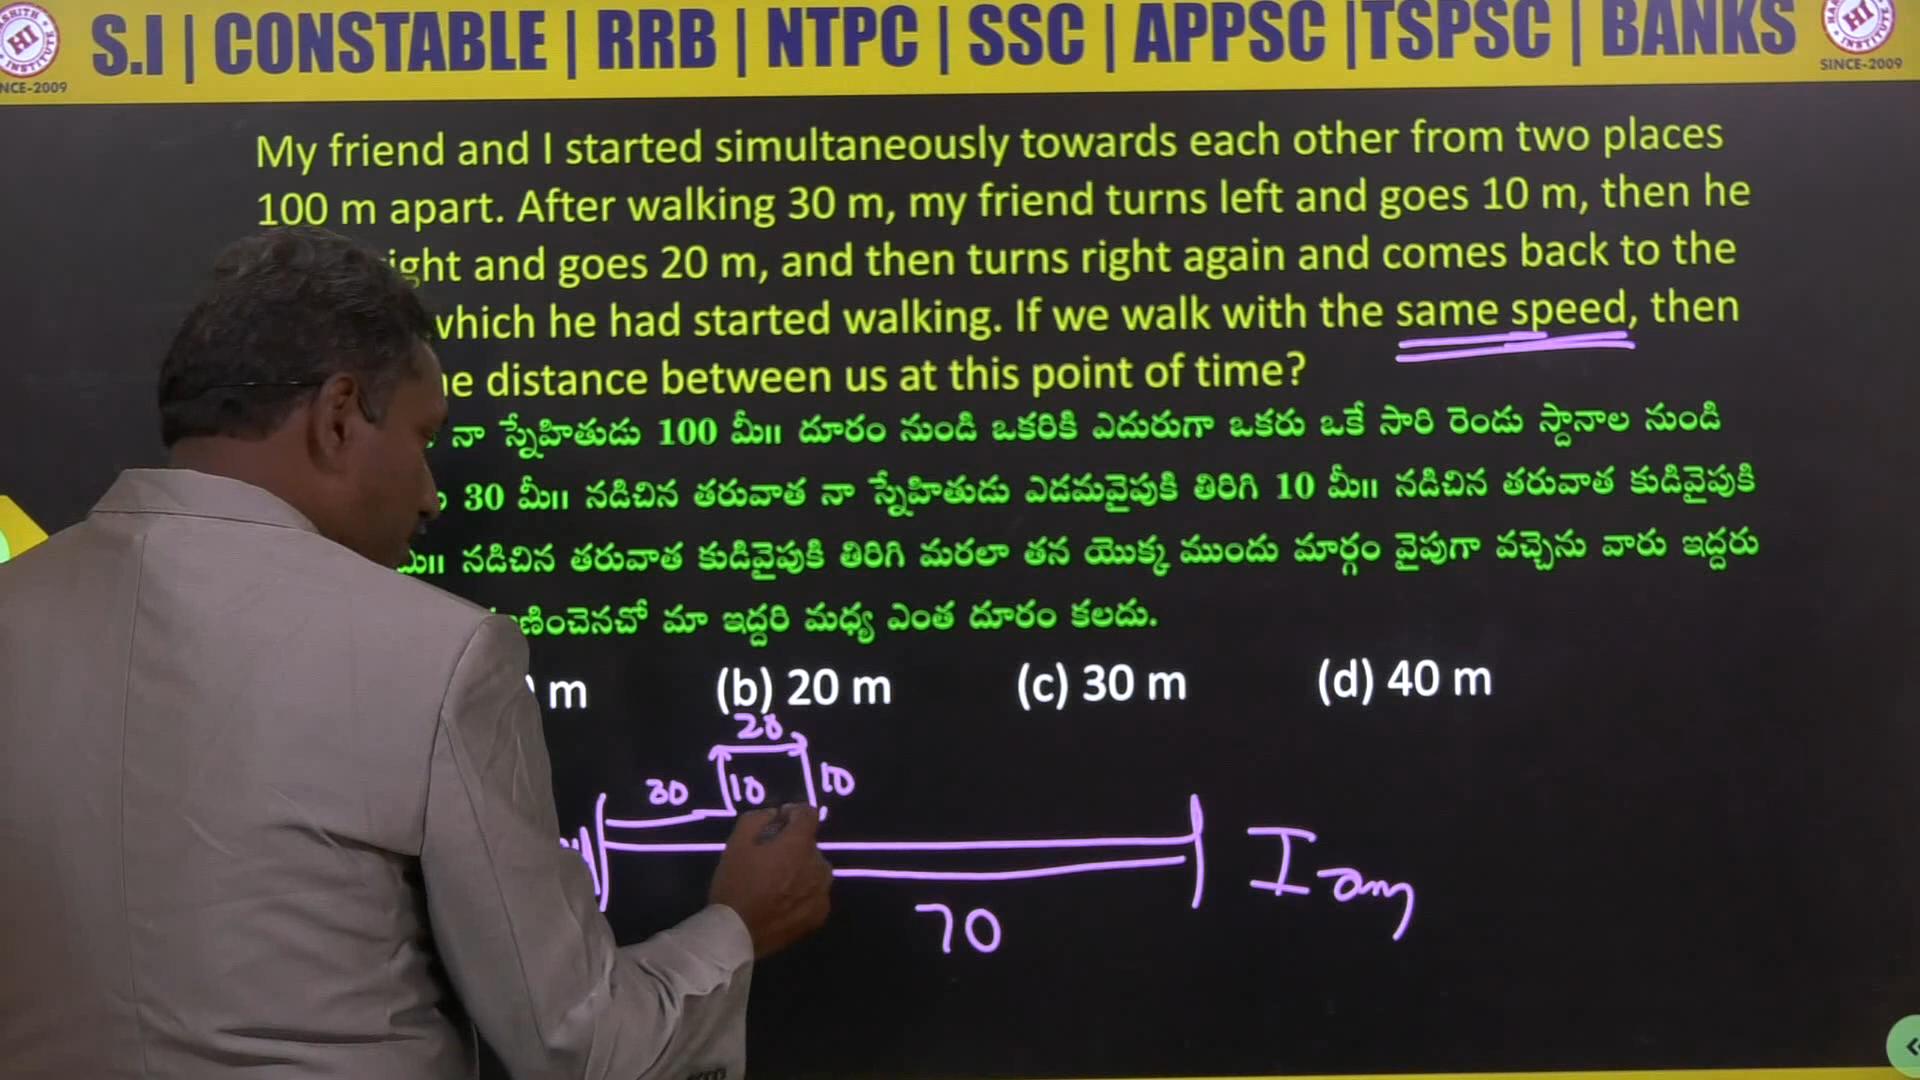 S.I | CONSTABLE | RRB | NTPC | SSC | APPSC |TSPSC | BANKS
HI
INSTITUTE
NCE-2009
HI
INSTITUTE
SINCE-2009
My friend and I started simultaneously towards each other from two places
100 m apart. After walking 30 m, my friend turns left and goes 10 m, then he
ight and goes 20 m, and then turns right again and comes back to the
which he had started walking. If we walk with the same speed, then
e distance between us at this point of time?
నా స్నేహితుడు 100 మీ॥ దూరం నుండి ఒకరికి ఎదురుగా ఒకరు ఒకే సారి రెండు స్థానాల నుండి
30 మీ॥ నడిచిన తరువాత నా స్నేహితుడు ఎడమవైపుకి తిరిగి 10 మీ॥ నడిచిన తరువాత కుడివైపుకి
మీ॥ నడిచిన తరువాత కుడివైపుకి తిరిగి మరలా తన యొక్క ముందు మార్గం వైపుగా వచ్చెను వారు ఇద్దరు
ణించెనచో మా ఇద్దరి మధ్య ఎంత దూరం కలదు.
m (b) 20 m (c) 30 m (d) 40 m
20
30 10 10
I am
70